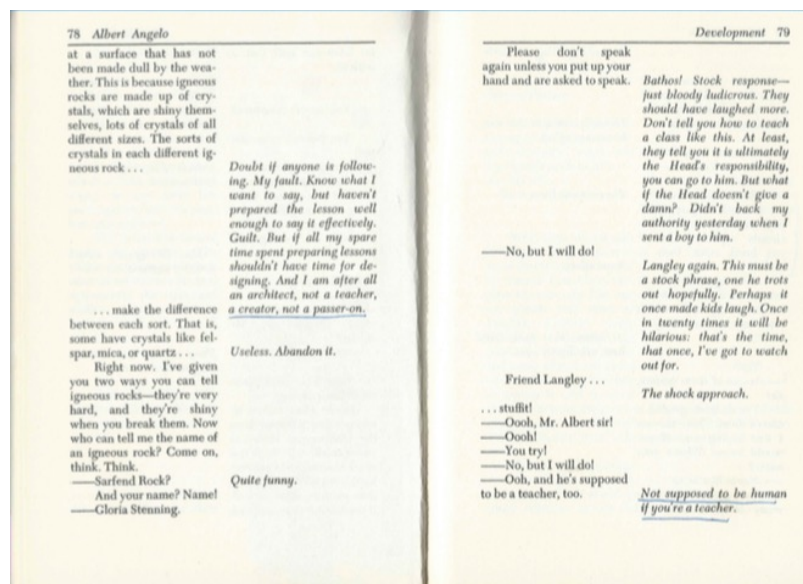 78 Albert Angelo
at a surface that has not
been made dull by the wea-
ther. This is because igneous
rocks are made up of cry-
stals, which are shiny them-
selves, lots of crystals of all
different sizes. The sorts of
crystals in each different ig-
neous rock . . .
Doubt if anyone is follow-
ing. My fault. Know what I
want to say, but haven't
prepared the lesson well
enough to say it effectively.
Guilt. But if all my spare
time spent preparing lessons
shouldn't have time for de-
signing. And I am after all
an architect, not a teacher,
a creator, not a passer-on.
. . . make the difference
between each sort. That is,
some have crystals like fel-
spar, mica, or quartz . . .
Useless. Abandon it.
Right now. I've given
you two ways you can tell
igneous rocks—they're very
hard, and they're shiny
when you break them. Now
who can tell me the name of
an igneous rock? Come on,
think. Think.
—Sarfend Rock?
Quite funny.
And your name? Name!
—Gloria Stenning.
Development 79
Please don't speak
again unless you put up your
hand and are asked to speak.
Bathos! Stock response—
just bloody ludicrous. They
should have laughed more.
Don't tell you how to teach
a class like this. At least,
they tell you it is ultimately
the Head's responsibility,
you can go to him. But what
if the Head doesn't give a
damn? Didn't back my
authority yesterday when I
sent a boy to him.
—No, but I will do!
Langley again. This must be
a stock phrase, one he trots
out hopefully. Perhaps it
once made kids laugh. Once
in twenty times it will be
hilarious: that's the time,
that once, I've got to watch
out for.
Friend Langley . . .
The shock approach.
. . . stuffit!
—Oooh, Mr. Albert sir!
—Oooh!
—You try!
—No, but I will do!
—Ooh, and he's supposed
to be a teacher, too.
Not supposed to be human
if you're a teacher.